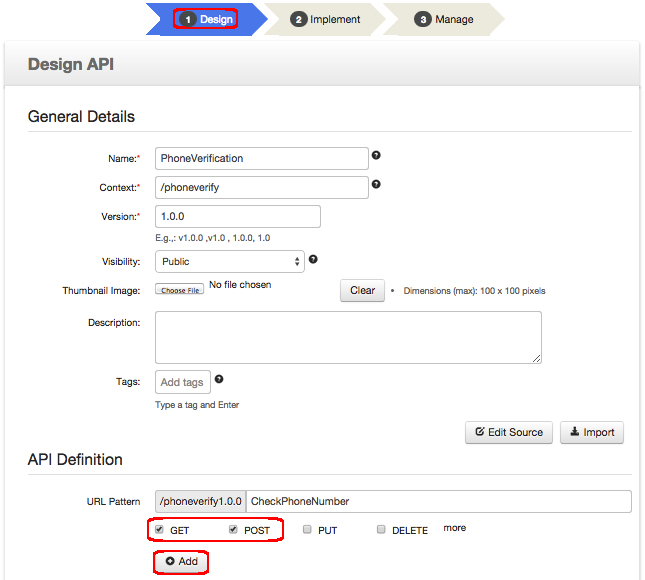 1 Design 2 Implement 3 Manage
Design API
General Details
Name:* PhoneVerification ?
Context:* /phoneverify ?
Version:* 1.0.0
E.g.,: v1.0.0 ,v1.0 , 1.0.0, 1.0
Visibility: Public ?
Thumbnail Image: Choose File No file chosen Clear • Dimensions (max): 100 x 100 pixels
Description:
Tags: Add tags ?
Type a tag and Enter
Edit Source Import
API Definition
URL Pattern /phoneverify1.0.0 CheckPhoneNumber
GET POST PUT DELETE more
Add